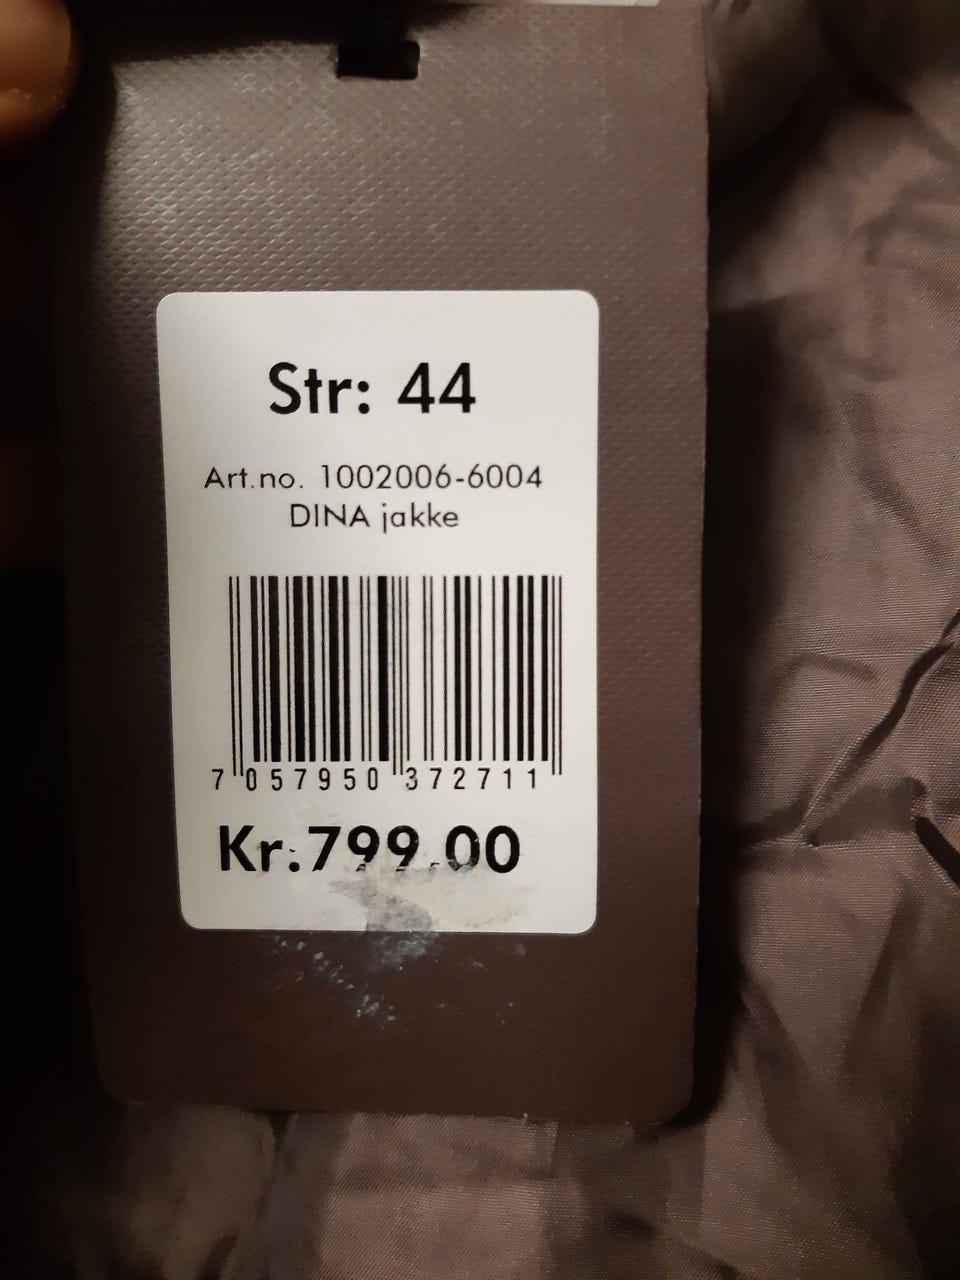 Str: 44
Art.no. 1002006-6004
DINA jakke
7 057950 372711
Kr.799.00